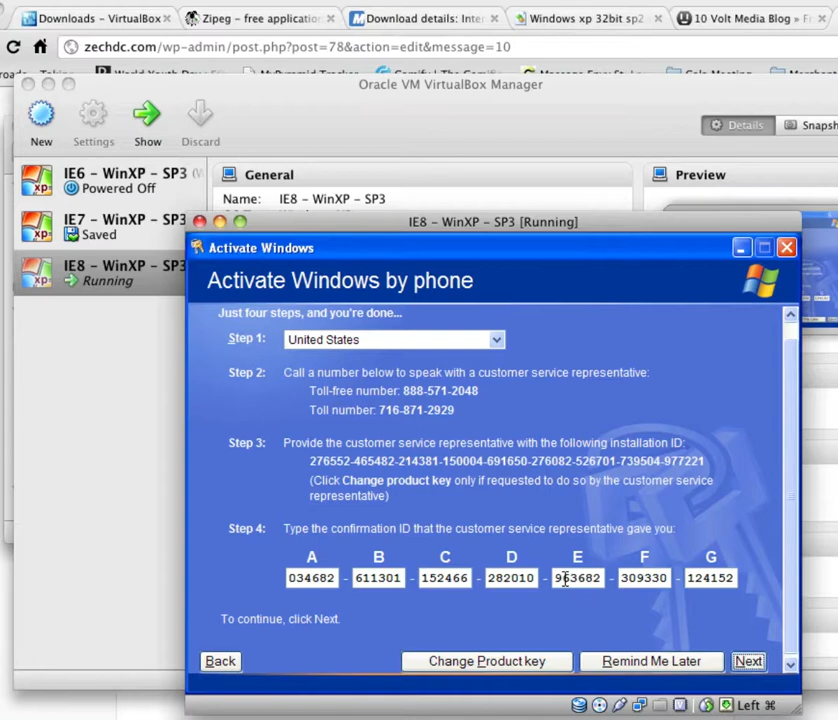 Downloads – VirtualBox
Zipeg – free application
Download details: Inter
Windows xp 32bit sp2
10 Volt Media Blog » F
zechdc.com/wp-admin/post.php?post=78&action=edit&message=10
Oracle VM VirtualBox Manager
New
Settings
Show
Discard
Details
Snapsh
IE6 – WinXP – SP3
Powered Off
IE7 – WinXP – SP3
Saved
IE8 – WinXP – SP3
Running
General
Name: IE8 – WinXP – SP3
Preview
IE8 – WinXP – SP3 [Running]
Activate Windows
Activate Windows by phone
Just four steps, and you're done...
Step 1: United States
Step 2: Call a number below to speak with a customer service representative:
Toll-free number: 888-571-2048
Toll number: 716-871-2929
Step 3: Provide the customer service representative with the following installation ID:
276552-465482-214381-150004-691650-276082-526701-739504-977221
(Click Change product key only if requested to do so by the customer service
representative)
Step 4: Type the confirmation ID that the customer service representative gave you:
A B C D E F G
034682 - 611301 - 152466 - 282010 - 963682 - 309330 - 124152
To continue, click Next.
Back
Change Product key
Remind Me Later
Next
Left ⌘